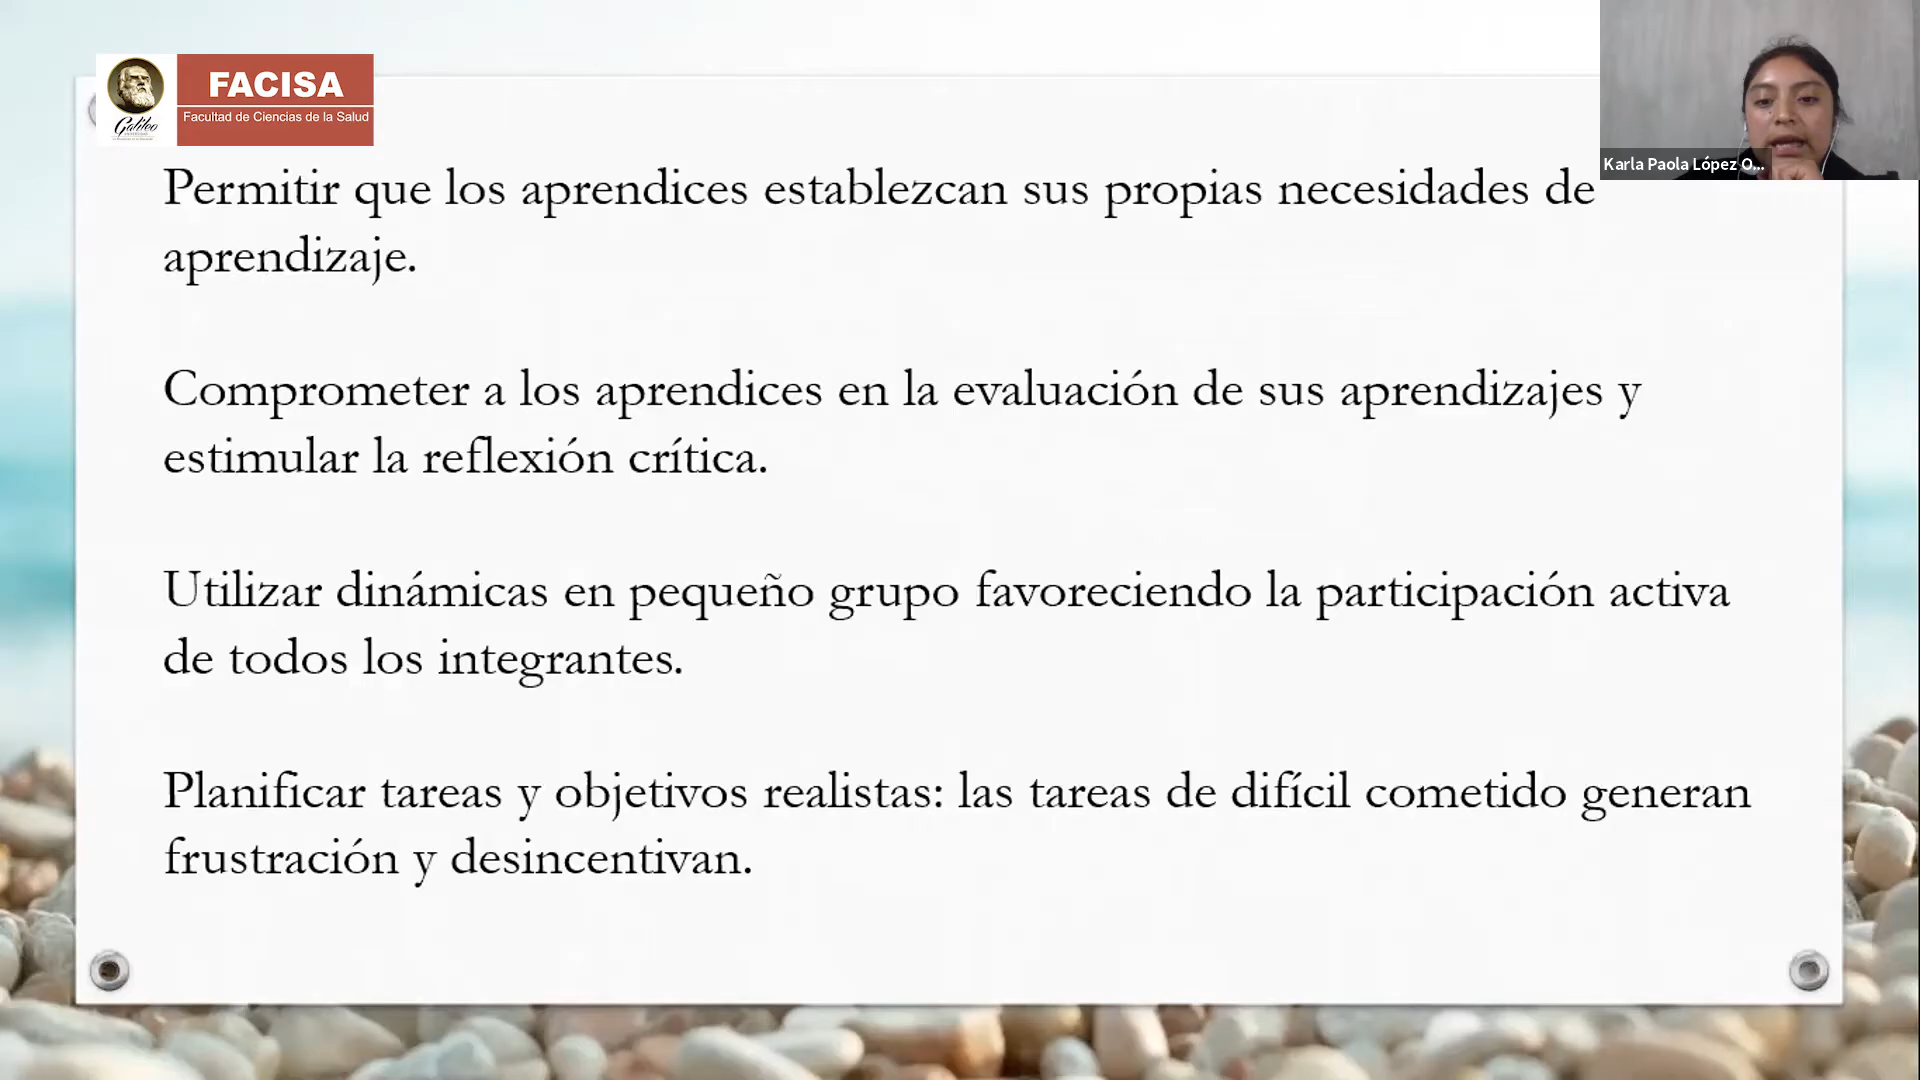 FACISA
Facultad de Ciencias de la Salud
Galileo
Karla Paola López O...
Permitir que los aprendices establezcan sus propias necesidades de
aprendizaje.
Comprometer a los aprendices en la evaluación de sus aprendizajes y
estimular la reflexión crítica.
Utilizar dinámicas en pequeño grupo favoreciendo la participación activa
de todos los integrantes.
Planificar tareas y objetivos realistas: las tareas de difícil cometido generan
frustración y desincentivan.